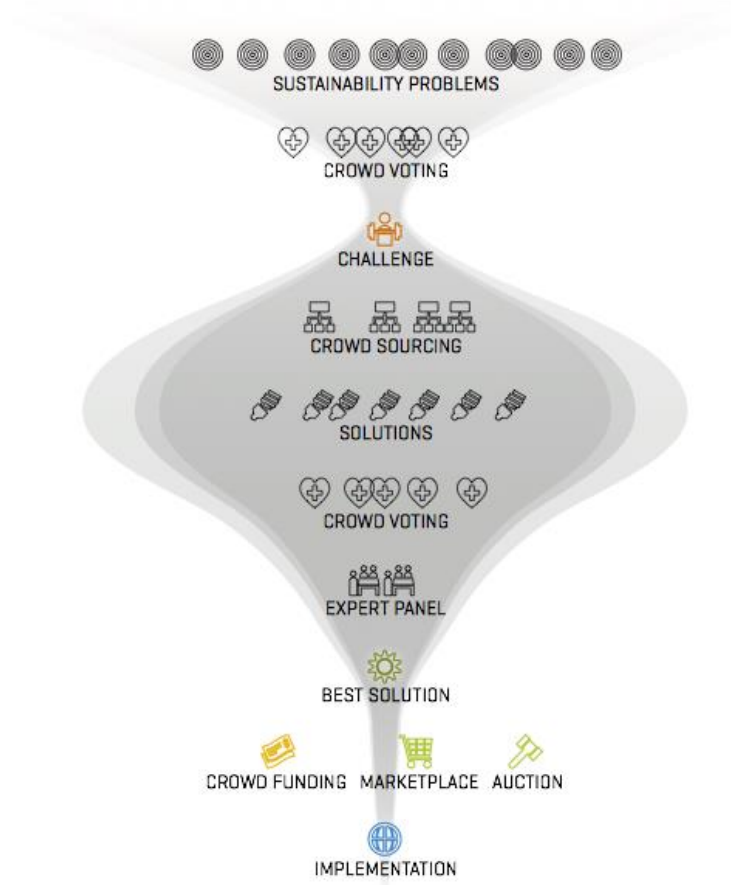 SUSTAINABILITY PROBLEMS
CROWD VOTING
CHALLENGE
CROWD SOURCING
SOLUTIONS
CROWD VOTING
EXPERT PANEL
BEST SOLUTION
CROWD FUNDING MARKETPLACE AUCTION
IMPLEMENTATION